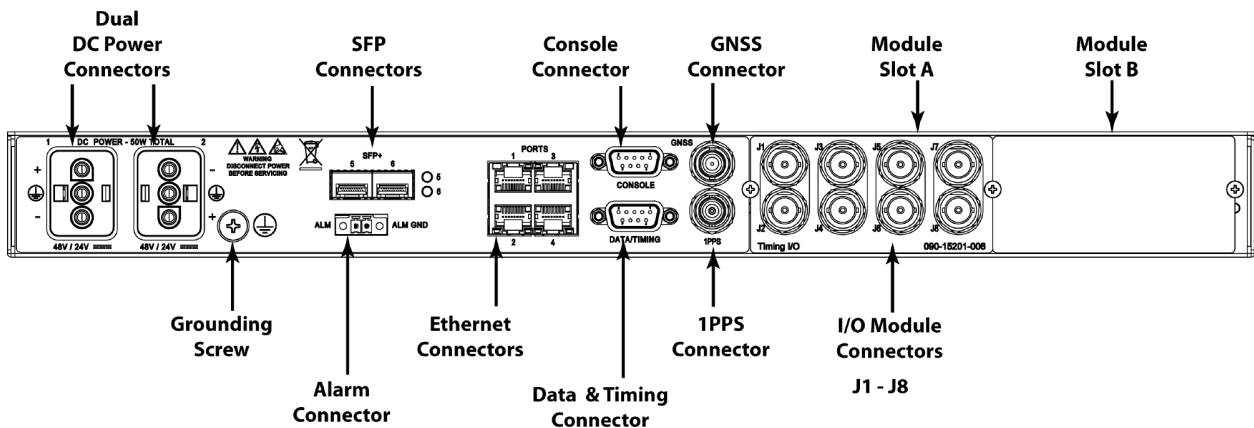 Dual
DC Power
Connectors
SFP
Connectors
Console
Connector
GNSS
Connector
Module
Slot A
Module
Slot B
1 DC POWER - 50W TOTAL 2
WARNING
DISCONNECT POWER
BEFORE SERVICING
SFP+
5 6
5
6
PORTS
1 3
2 4
CONSOLE
GNSS
J1 J3 J5 J7
+
-
-
+
48V / 24V
48V / 24V
ALM
ALM GND
DATA/TIMING
1PPS
J2 J4 J6 J8
Timing I/O
090-15201-006
Grounding
Screw
Alarm
Connector
Ethernet
Connectors
Data & Timing
Connector
1PPS
Connector
I/O Module
Connectors
J1 - J8